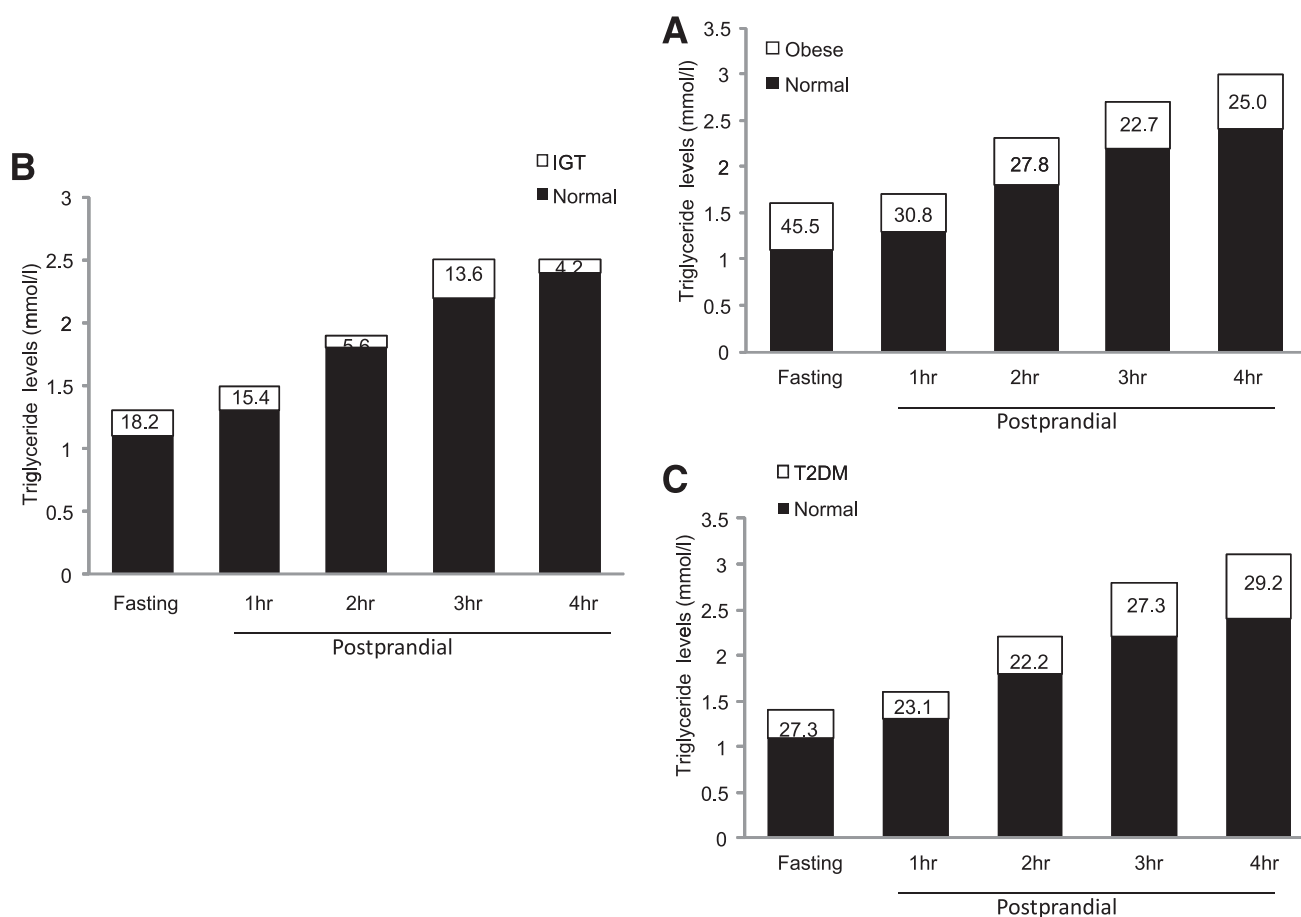 A
3.5
3
2.5
2
1.5
1
0.5
0
Triglyceride levels (mmol/l)
Obese
Normal
45.5
30.8
27.8
22.7
25.0
Fasting 1hr 2hr 3hr 4hr
Postprandial
B
IGT
Normal
3
2.5
2
1.5
1
0.5
0
Triglyceride levels (mmol/l)
18.2
15.4
5.6
13.6
4.2
Fasting 1hr 2hr 3hr 4hr
Postprandial
C
T2DM
Normal
3.5
3
2.5
2
1.5
1
0.5
0
Triglyceride levels (mmol/l)
27.3
23.1
22.2
27.3
29.2
Fasting 1hr 2hr 3hr 4hr
Postprandial